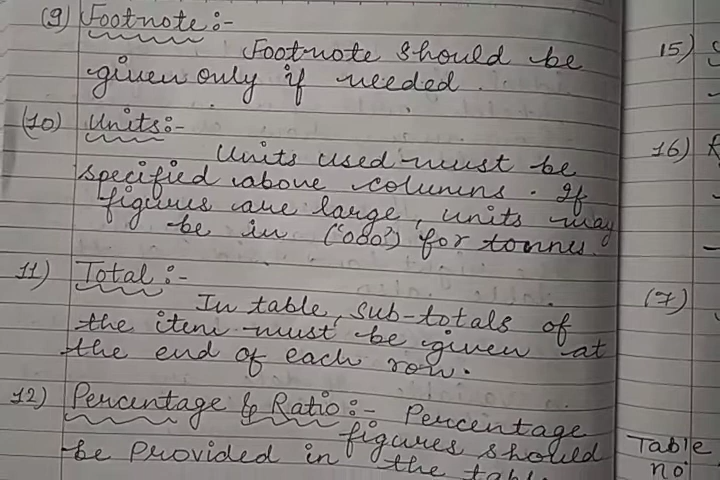 (9) Footnote:-
Footnote should be
given only if needed.
(10) Units:-
Units used must be
specified above columns. If
figures are large, units may
be in ('000') for tonnes.
11) Total:-
In table, sub-totals of
the item must be given at
the end of each row.
12) Percentage & Ratio:- Percentage
figures should
be Provided in the
15)
16)
(7)
Table
no